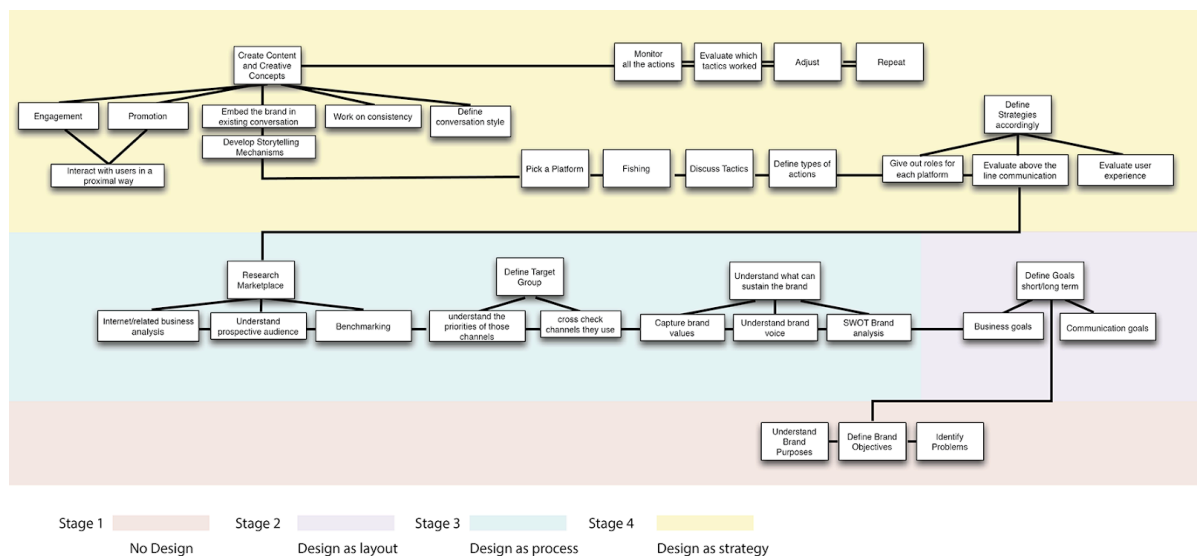 Create Content
and Creative
Concepts
Monitor
all the actions
Evaluate which
tactics worked
Adjust
Repeat
Engagement
Promotion
Embed the brand in
existing conversation
Work on consistency
Define
conversation style
Define
Strategies
accordingly
Develop Storytelling
Mechanisms
Interact with users in a
proximal way
Pick a Platform
Fishing
Discuss Tactics
Define types of
actions
Give out roles for
each platform
Evaluate above the
line communication
Evaluate user
experience
Research
Marketplace
Define Target
Group
Understand what can
sustain the brand
Define Goals
short/long term
Internet/related business
analysis
Understand
prospective audience
Benchmarking
understand the
priorities of those
channels
cross check
channels they use
Capture brand
values
Understand brand
voice
SWOT Brand
analysis
Business goals
Communication goals
Understand
Brand
Purposes
Define Brand
Objectives
Identify
Problems
Stage 1
No Design
Stage 2
Design as layout
Stage 3
Design as process
Stage 4
Design as strategy